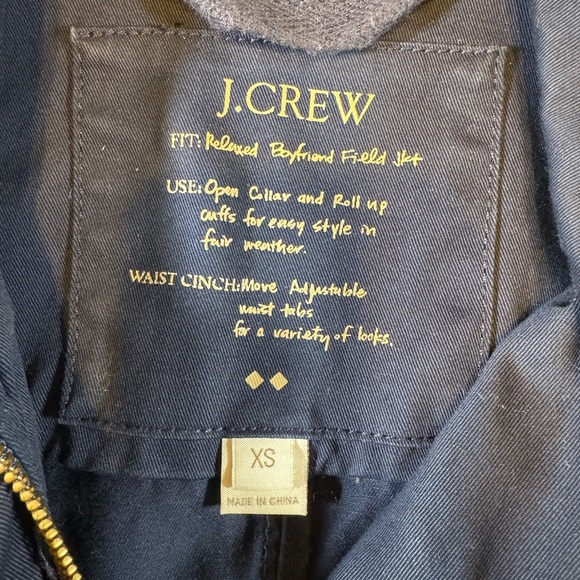 J.CREW
FIT: Relaxed Boyfriend Field Jkt
USE: Open Collar and Roll up
cuffs for easy style in
fair weather.
WAIST CINCH: Move Adjustable
waist tabs
for a variety of looks.
XS
MADE IN CHINA